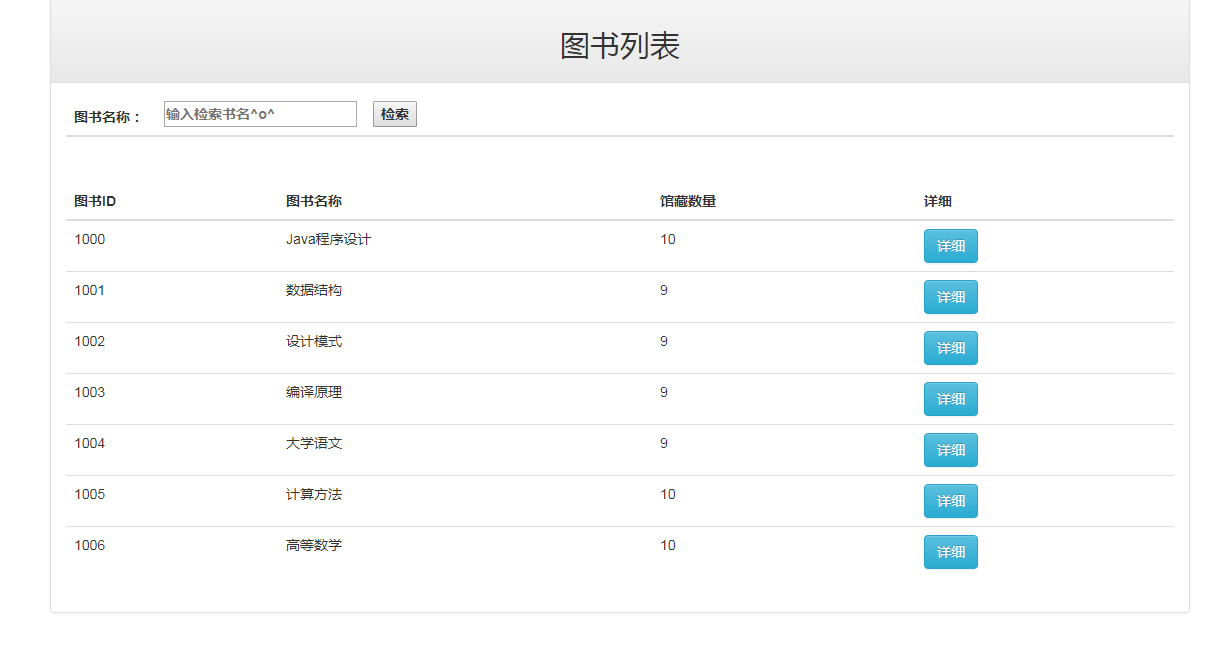 图书列表
图书名称： 输入检索书名^o^ 检索
图书ID 图书名称 馆藏数量 详细
1000 Java程序设计 10 详细
1001 数据结构 9 详细
1002 设计模式 9 详细
1003 编译原理 9 详细
1004 大学语文 9 详细
1005 计算方法 10 详细
1006 高等数学 10 详细